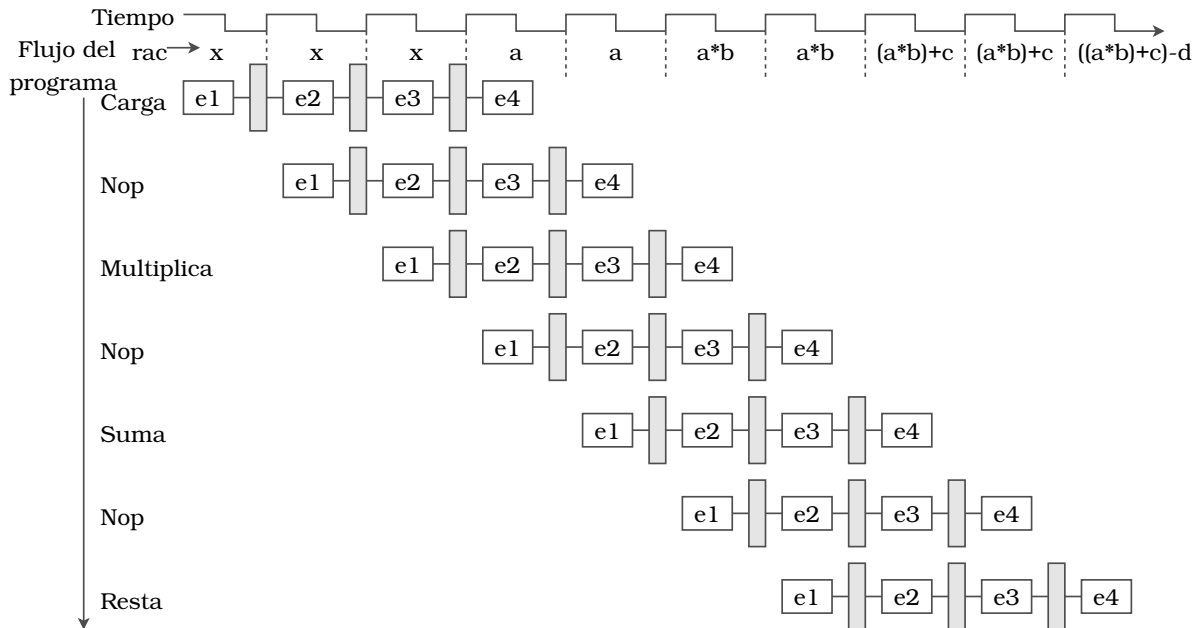 Tiempo
Flujo del programa
rac x x x a a a*b a*b (a*b)+c (a*b)+c ((a*b)+c)-d
Carga e1 e2 e3 e4
Nop e1 e2 e3 e4
Multiplica e1 e2 e3 e4
Nop e1 e2 e3 e4
Suma e1 e2 e3 e4
Nop e1 e2 e3 e4
Resta e1 e2 e3 e4